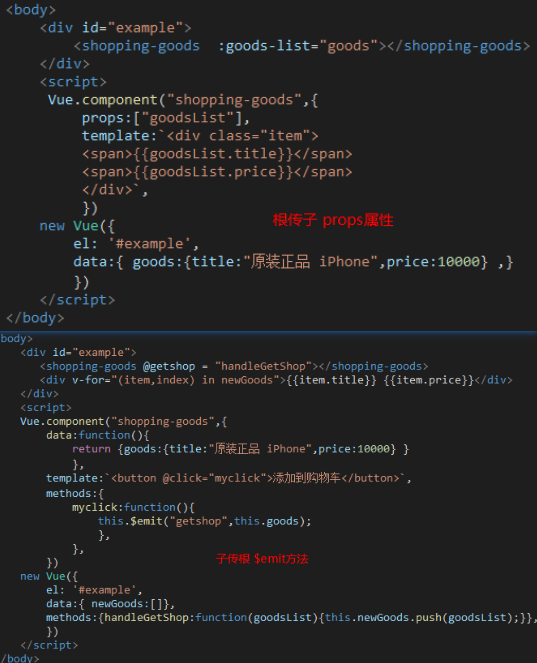 <body>
<div id="example">
<shopping-goods  :goods-list="goods"></shopping-goods>
</div>
<script>
Vue.component("shopping-goods",{
props:["goodsList"],
template:`<div class="item">
<span>{{goodsList.title}}</span>
<span>{{goodsList.price}}</span>
</div>`,
})
根传子 props属性
new Vue({
el: '#example',
data:{ goods:{title:"原装正品 iPhone",price:10000} ,}
})
</script>
</body>
body>
<div id="example">
<shopping-goods @getshop = "handleGetShop"></shopping-goods>
<div v-for="(item,index) in newGoods">{{item.title}} {{item.price}}</div>
</div>
<script>
Vue.component("shopping-goods",{
data:function(){
return {goods:{title:"原装正品 iPhone",price:10000} }
},
template:`<button @click="myclick">添加到购物车</button>`,
methods:{
myclick:function(){
this.$emit("getshop",this.goods);
},
},
})
子传根 $emit方法
new Vue({
el: '#example',
data:{ newGoods:[]},
methods:{handleGetShop:function(goodsList){this.newGoods.push(goodsList);}},
})
</script>
/body>